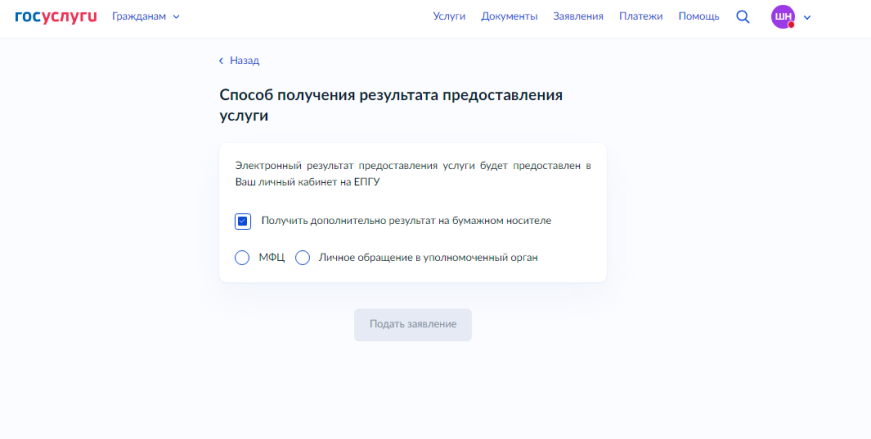 госуслуги Гражданам Услуги Документы Заявления Платежи Помощь ШН
Назад
Способ получения результата предоставления
услуги
Электронный результат предоставления услуги будет предоставлен в
Ваш личный кабинет на ЕПГУ
Получить дополнительно результат на бумажном носителе
МФЦ Личное обращение в уполномоченный орган
Подать заявление